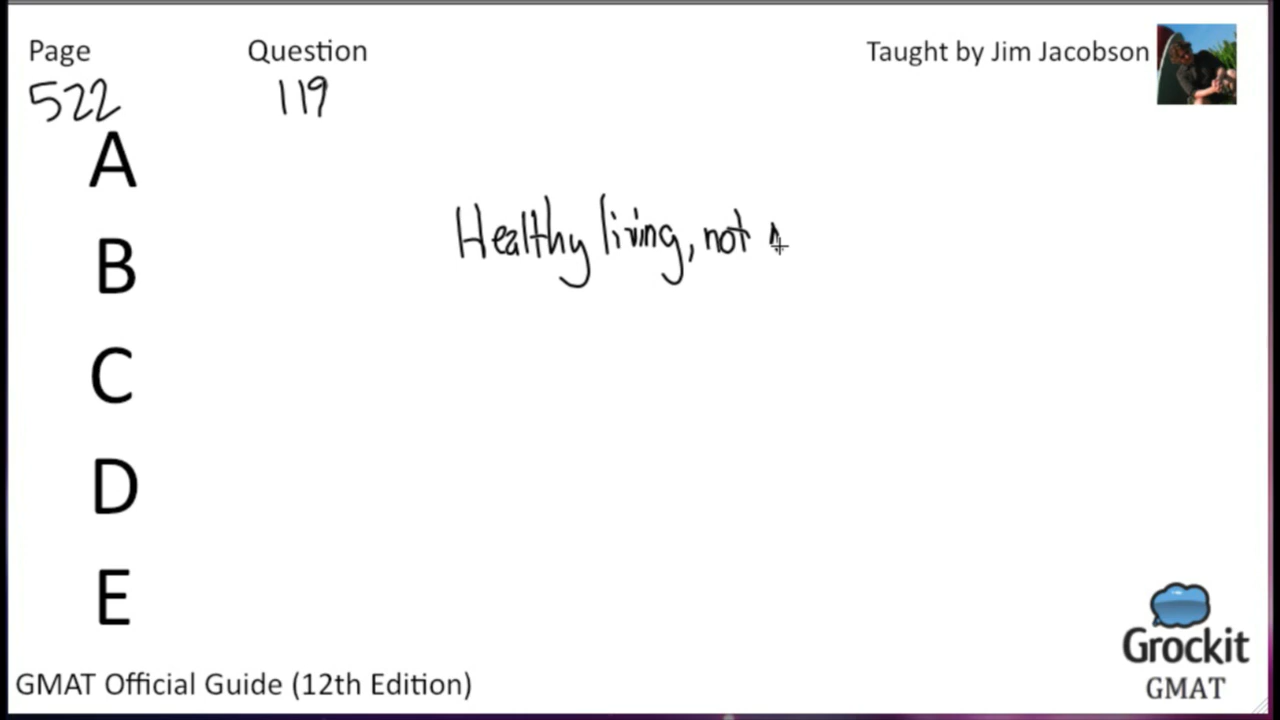 Page Question Taught by Jim Jacobson
522 119
A
Healthy living, not
B
C
D
E
Grockit
GMAT
GMAT Official Guide (12th Edition)